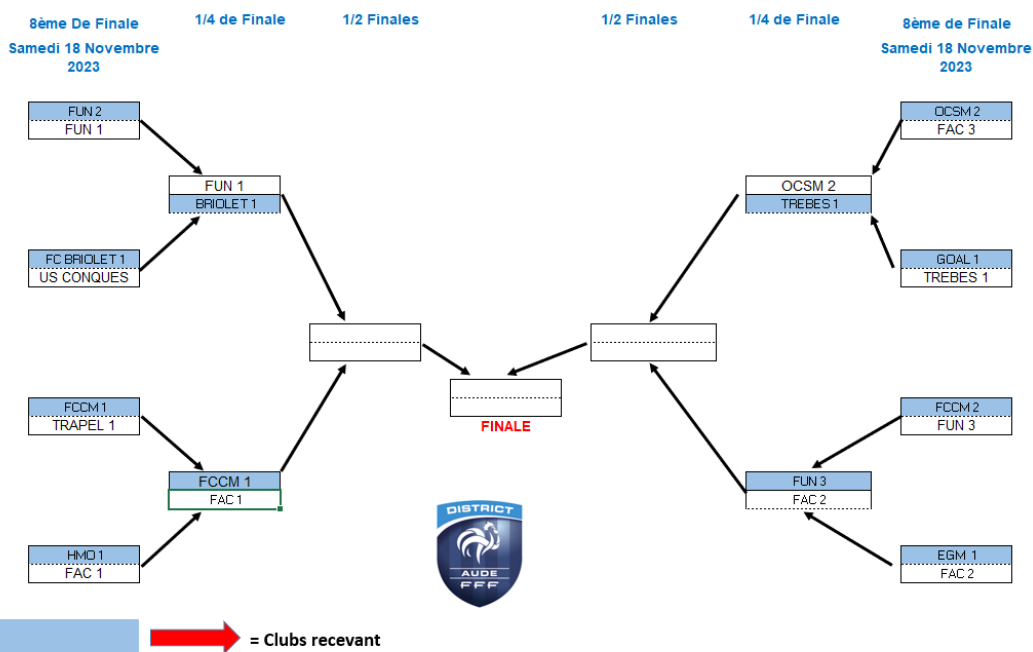 8ème De Finale
Samedi 18 Novembre
2023
1/4 de Finale
1/2 Finales
1/2 Finales
1/4 de Finale
8ème de Finale
Samedi 18 Novembre
2023
FUN 2
FUN 1
OCSM 2
FAC 3
FUN 1
BRIOLET 1
OCSM 2
TREBES 1
FC BRIOLET 1
US CONQUES
GOAL 1
TREBES 1
FINALE
FCCM 1
TRAPEL 1
FCCM 2
FUN 3
FCCM 1
FAC 1
FUN 3
FAC 2
HMO 1
FAC 1
EGM 1
FAC 2
DISTRICT
AUDE
FFF
= Clubs recevant